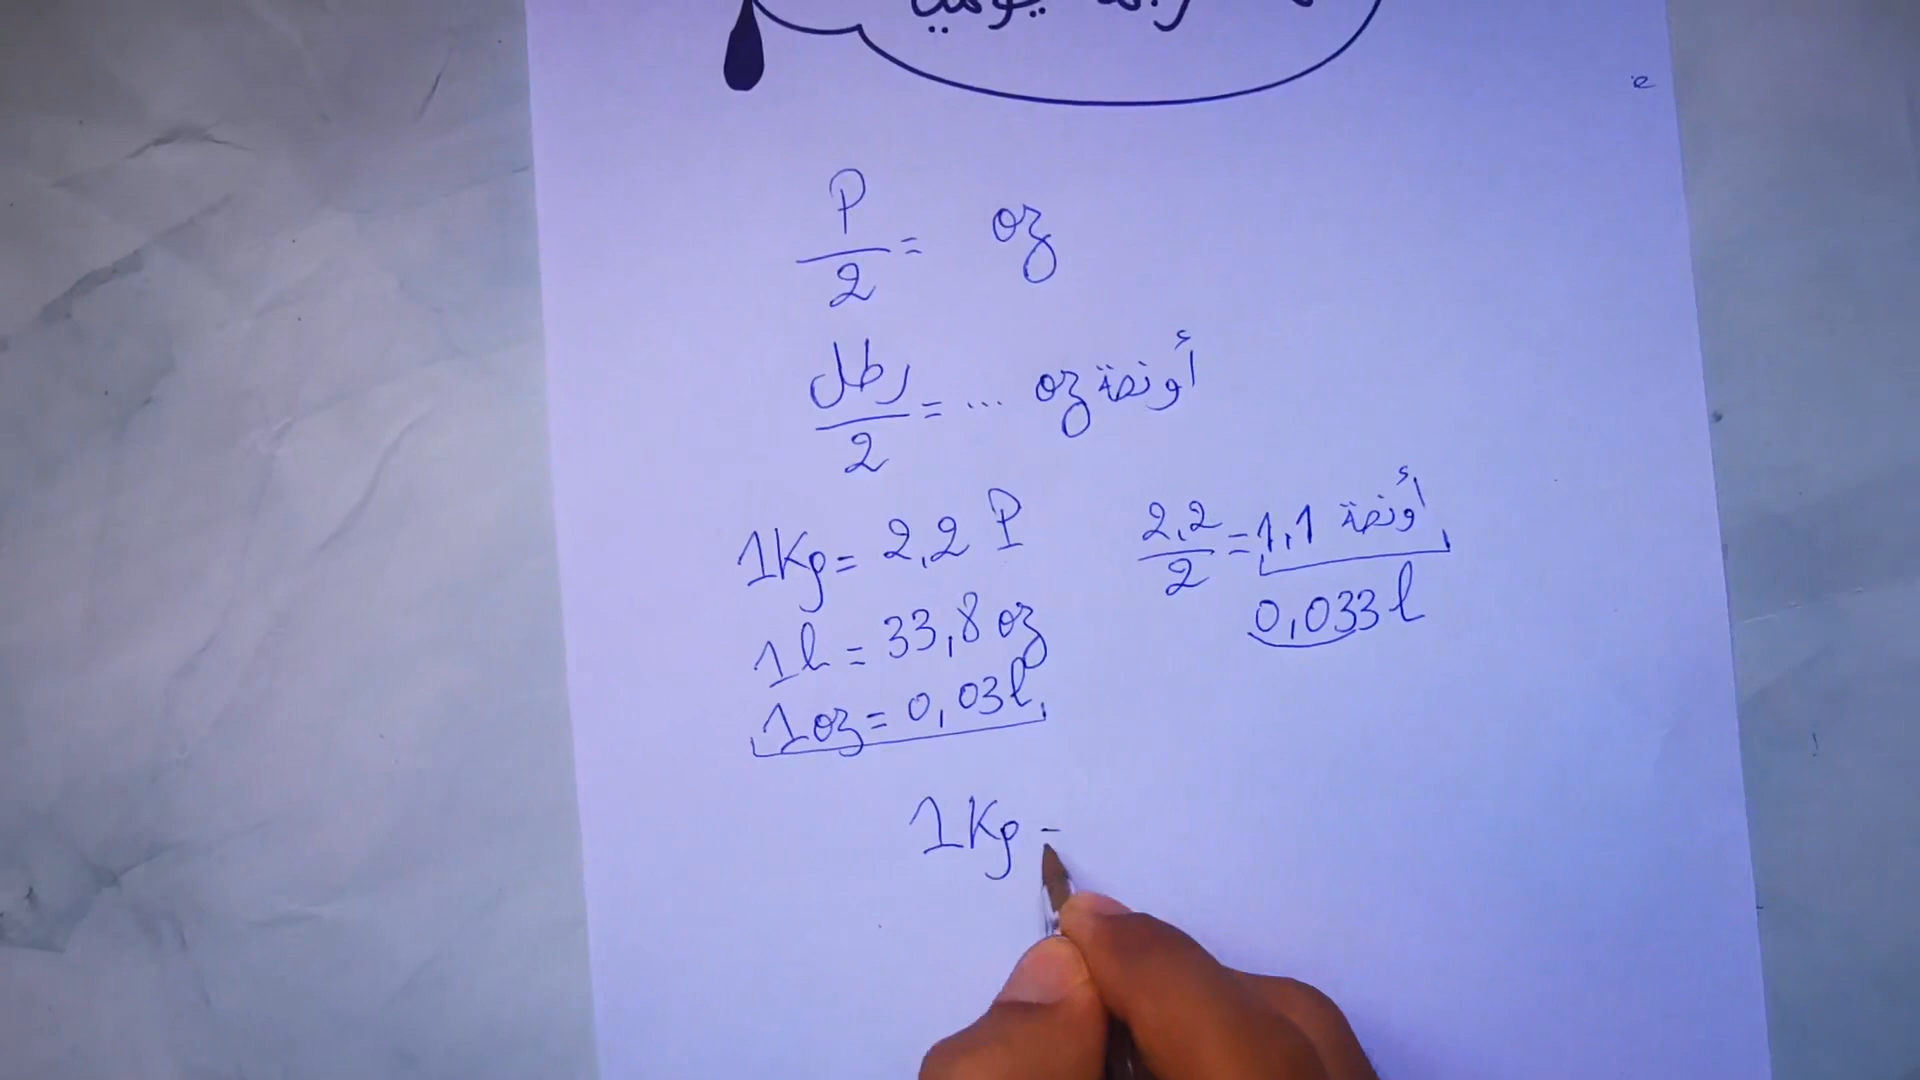 P/2 = oz
رطل/2 = ... oz أونصة
1Kg = 2,2 P
2,2/2 = 1,1 أونصة
0,033 l
1l = 33,8 oz
1oz = 0,03l
1Kg -